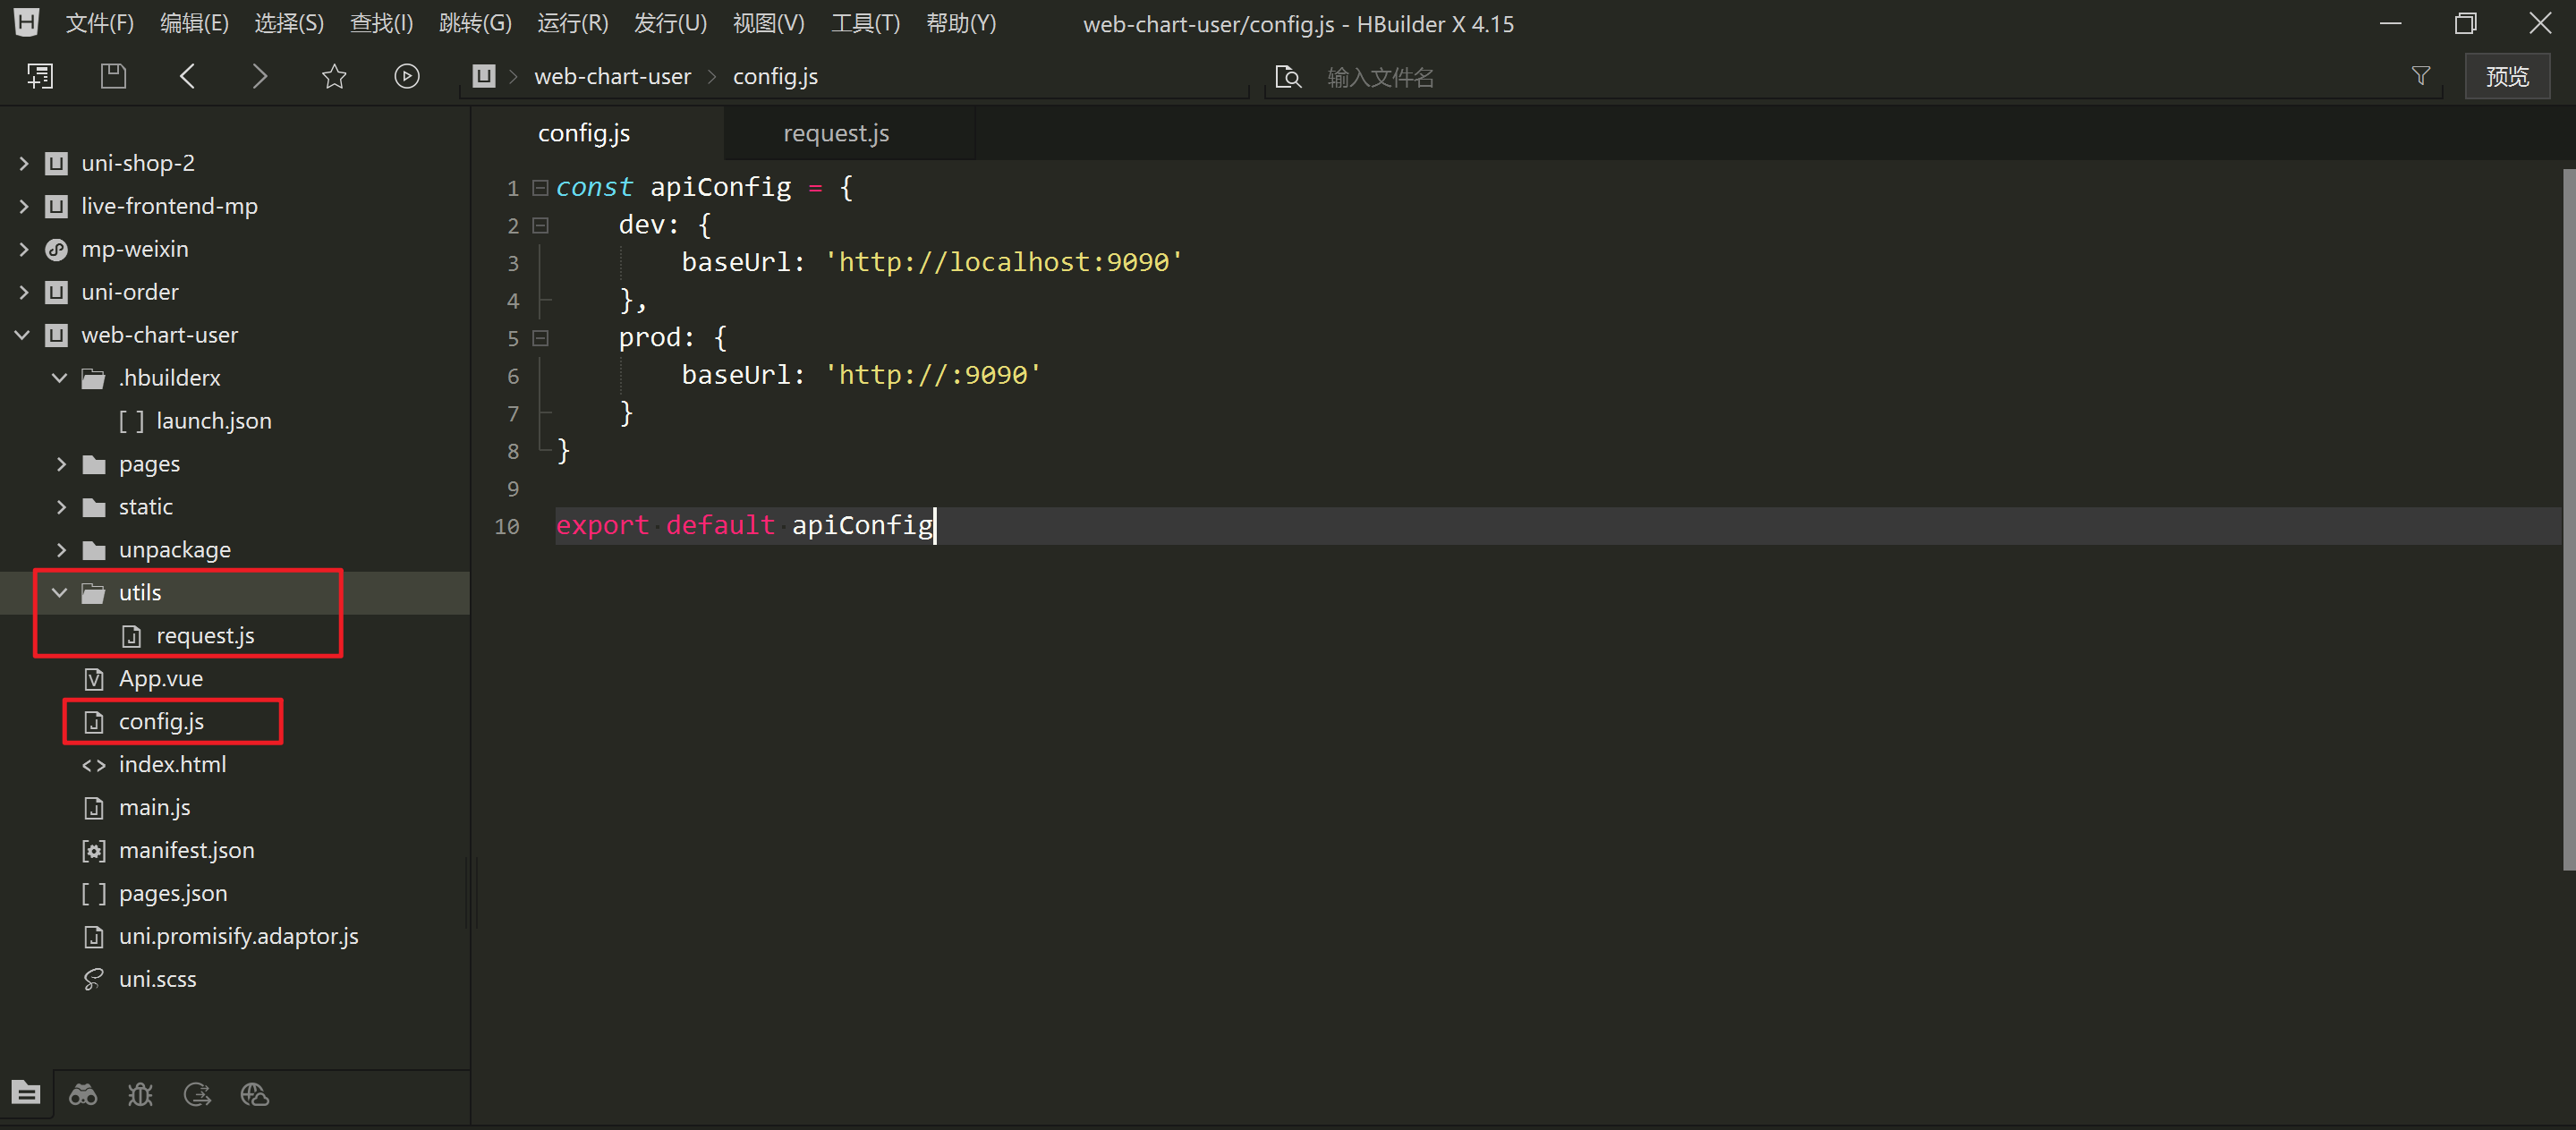 文件(F) 编辑(E) 选择(S) 查找(I) 跳转(G) 运行(R) 发行(U) 视图(V) 工具(T) 帮助(Y) web-chart-user/config.js - HBuilder X 4.15
web-chart-user config.js 输入文件名 预览
uni-shop-2
live-frontend-mp
mp-weixin
uni-order
web-chart-user
.hbuilderx
[ ] launch.json
pages
static
unpackage
utils
request.js
App.vue
config.js
<> index.html
main.js
manifest.json
[ ] pages.json
uni.promisify.adaptor.js
uni.scss
config.js request.js
1 const apiConfig = {
2     dev: {
3         baseUrl: 'http://localhost:9090'
4     },
5     prod: {
6         baseUrl: 'http://:9090'
7     }
8 }
9
10 export default apiConfig